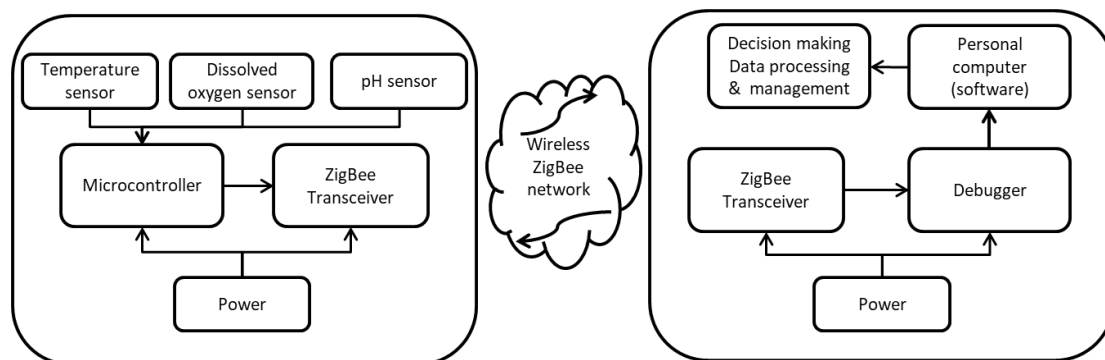 Temperature
sensor
Dissolved
oxygen sensor
pH sensor
Microcontroller
ZigBee
Transceiver
Power
Wireless
ZigBee
network
Decision making
Data processing
& management
Personal
computer
(software)
ZigBee
Transceiver
Debugger
Power